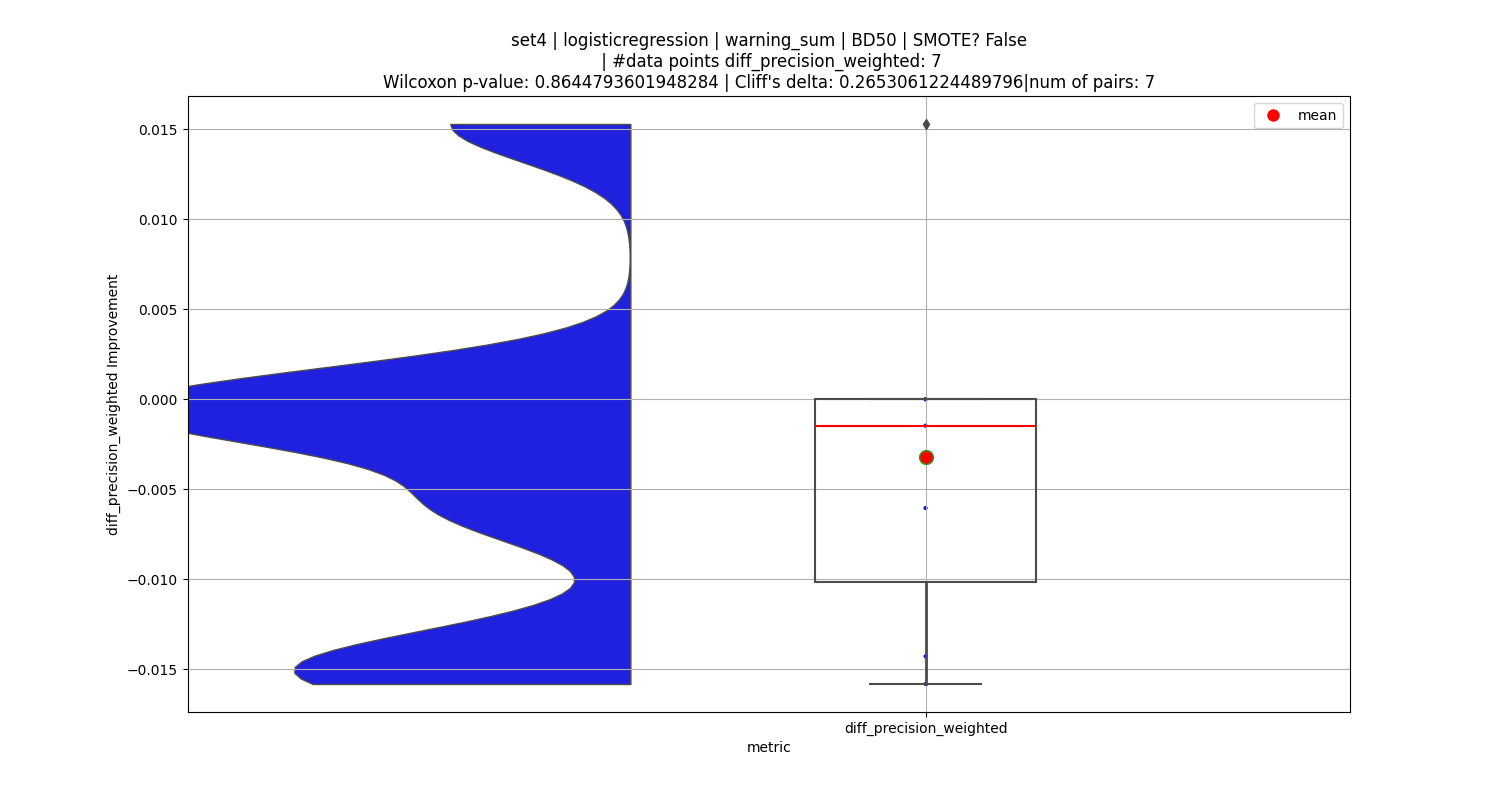 set4 | logisticregression | warning_sum | BD50 | SMOTE? False
| #data points diff_precision_weighted: 7
Wilcoxon p-value: 0.8644793601948284 | Cliff's delta: 0.2653061224489796|num of pairs: 7
mean
0.015
0.010
0.005
0.000
−0.005
−0.010
−0.015
diff_precision_weighted Improvement
diff_precision_weighted
metric